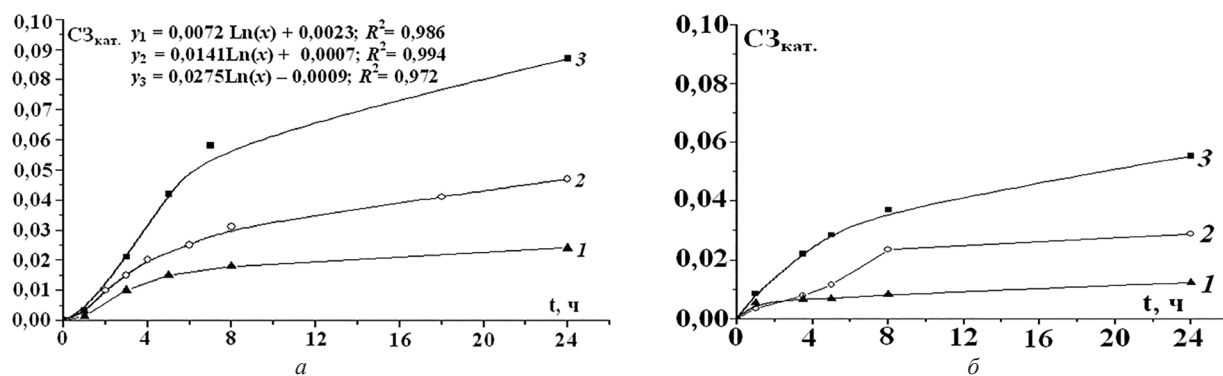 0,10
0,09
0,08
0,07
0,06
0,05
0,04
0,03
0,02
0,01
0,00
СЗкат.
y1 = 0,0072 Ln(x) + 0,0023; R²= 0,986
y2 = 0,0141Ln(x) + 0,0007; R²= 0,994
y3 = 0,0275Ln(x) – 0,0009; R²= 0,972
3
2
1
t, ч
0 4 8 12 16 20 24
а
0,10
0,08
0,06
0,04
0,02
0,00
СЗкат.
3
2
1
t, ч
0 4 8 12 16 20 24
б